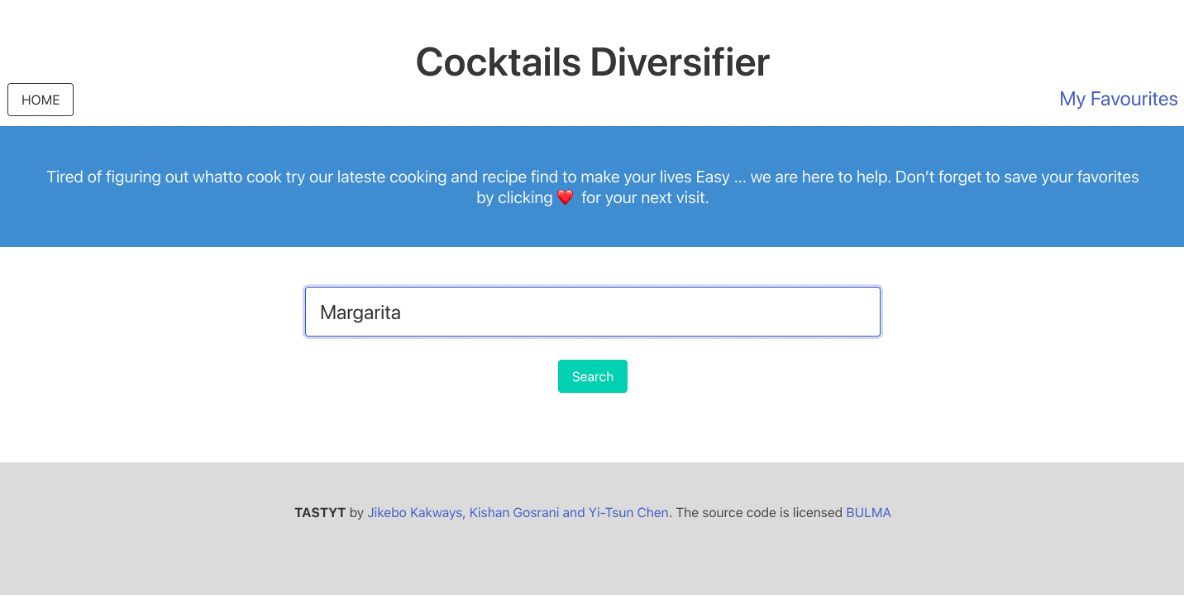 Cocktails Diversifier
HOME
My Favourites
Tired of figuring out whatto cook try our lateste cooking and recipe find to make your lives Easy ... we are here to help. Don't forget to save your favorites
by clicking ❤️ for your next visit.
Margarita
Search
TASTYT by Jikebo Kakways, Kishan Gosrani and Yi-Tsun Chen. The source code is licensed BULMA